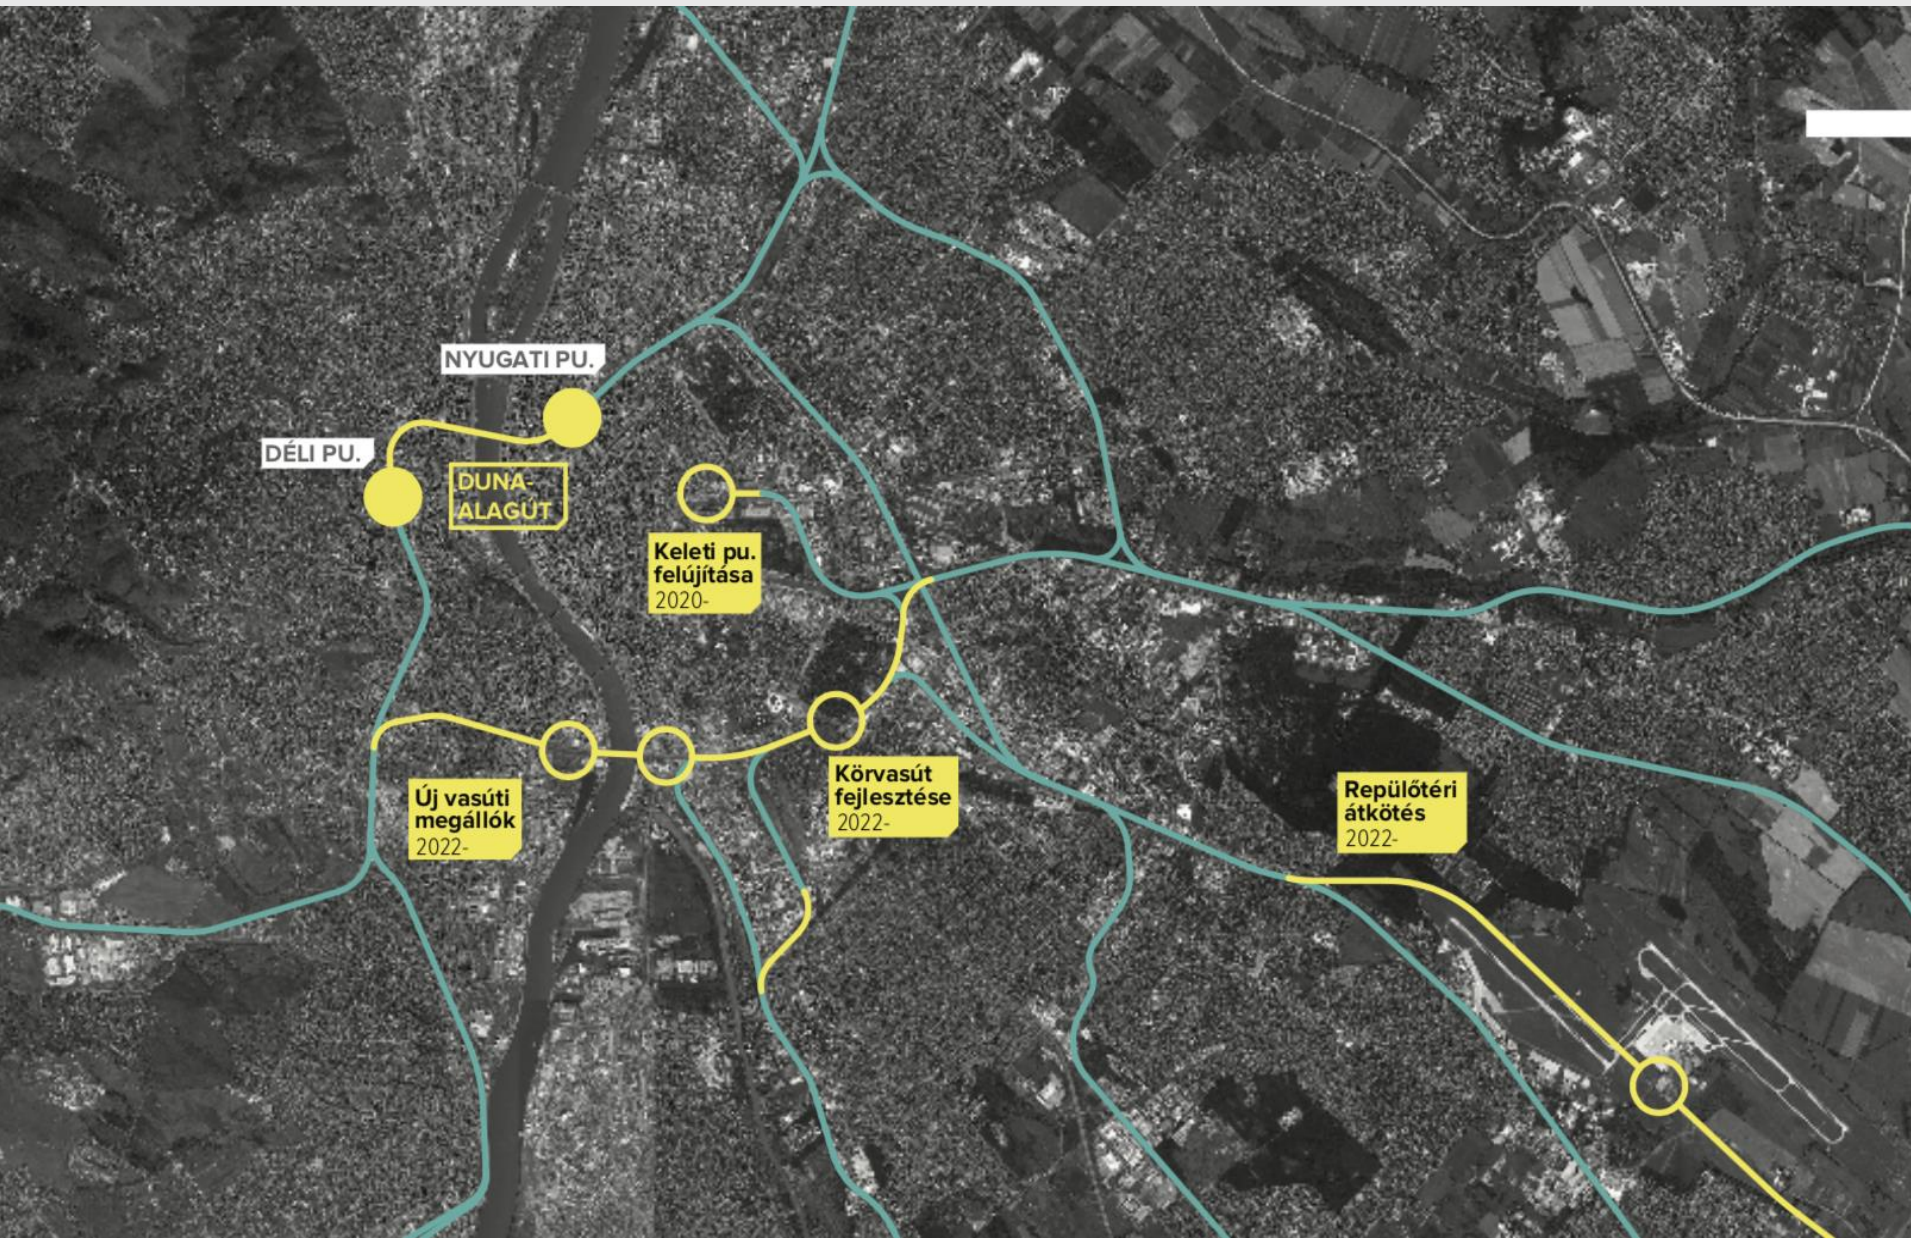 NYUGATI PU.
DÉLI PU.
DUNA-
ALAGÚT
Keleti pu.
felújítása
2020-
Új vasúti
megállók
2022-
Körvasút
fejlesztése
2022-
Repülőtéri
átkötés
2022-